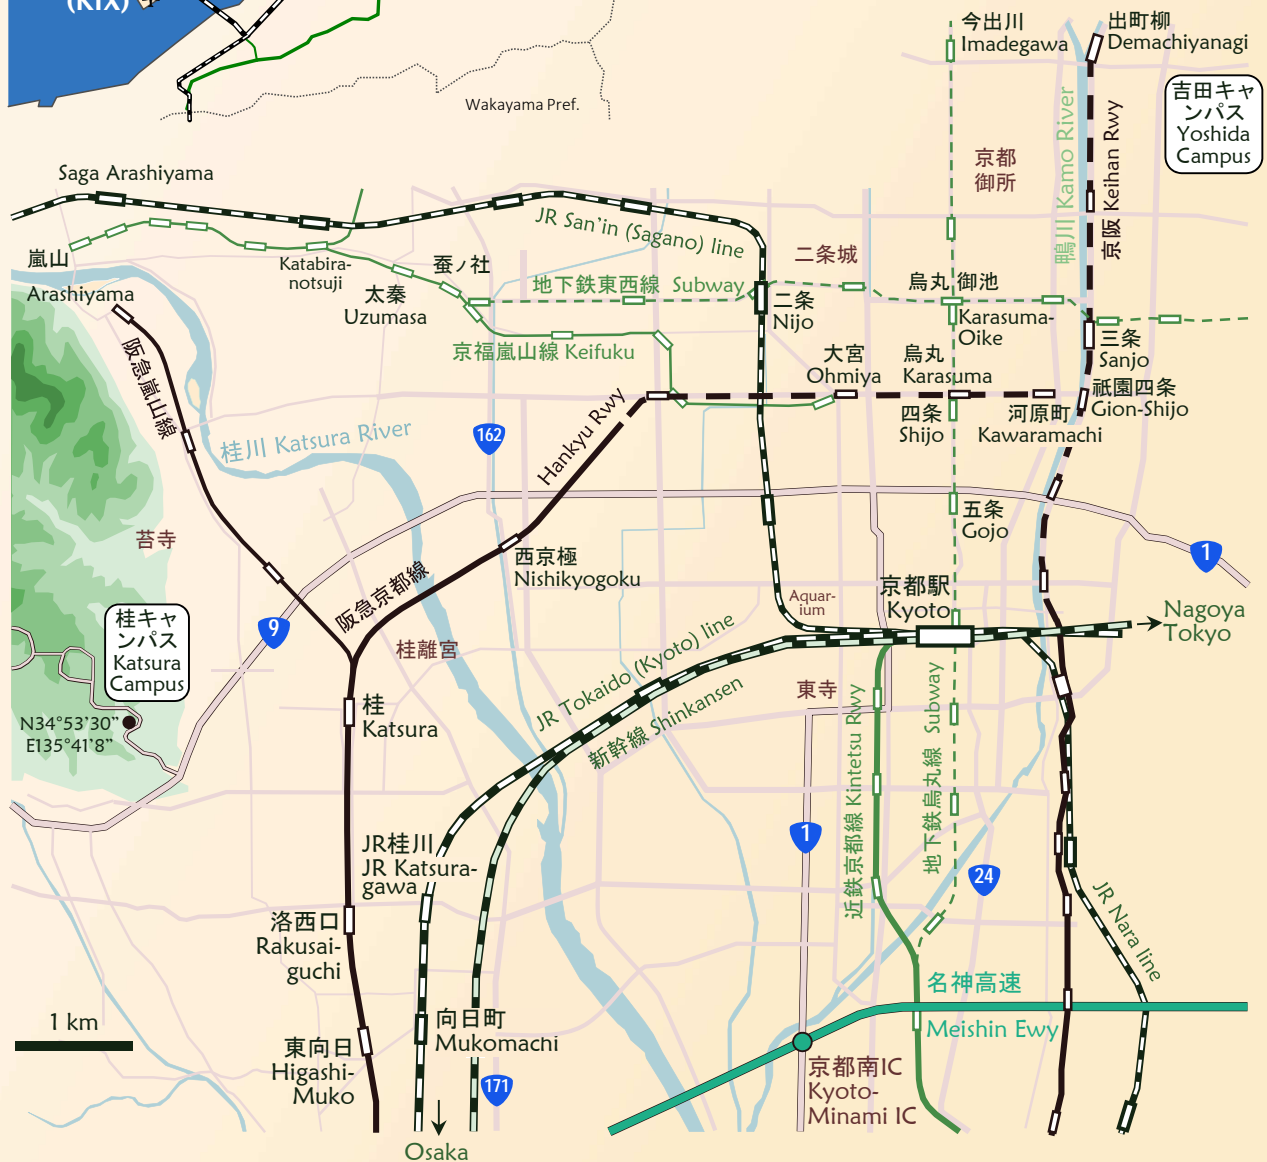 (KIX)
Wakayama Pref.
今出川
Imadegawa
出町柳
Demachiyanagi
吉田キャ
ンパス
Yoshida
Campus
鴨川 Kamo River
京阪 Keihan Rwy
京都
御所
Saga Arashiyama
JR San'in (Sagano) line
嵐山
Arashiyama
Katabira-
notsuji
蚕ノ社
太秦
Uzumasa
地下鉄東西線 Subway
二条城
二条
Nijo
烏丸 御池
Karasuma-
Oike
三条
Sanjo
京福嵐山線 Keifuku
大宮
Ohmiya
烏丸
Karasuma
祇園四条
Gion-Shijo
四条
Shijo
河原町
Kawaramachi
阪急嵐山線
桂川 Katsura River
162
Hankyu Rwy
五条
Gojo
1
苔寺
西京極
Nishikyogoku
阪急京都線
京都駅
Kyoto
Aquar-
ium
Nagoya
Tokyo
桂キャ
ンパス
Katsura
Campus
9
桂離宮
JR Tokaido (Kyoto) line
新幹線 Shinkansen
東寺
N34°53'30”
E135°41'8”
桂
Katsura
近鉄京都線 Kintetsu Rwy
地下鉄烏丸線 Subway
JR桂川
JR Katsura-
gawa
1
24
JR Nara line
洛西口
Rakusai-
guchi
名神高速
Meishin Ewy
1 km
向日町
Mukomachi
東向日
Higashi-
Muko
171
京都南IC
Kyoto-
Minami IC
Osaka